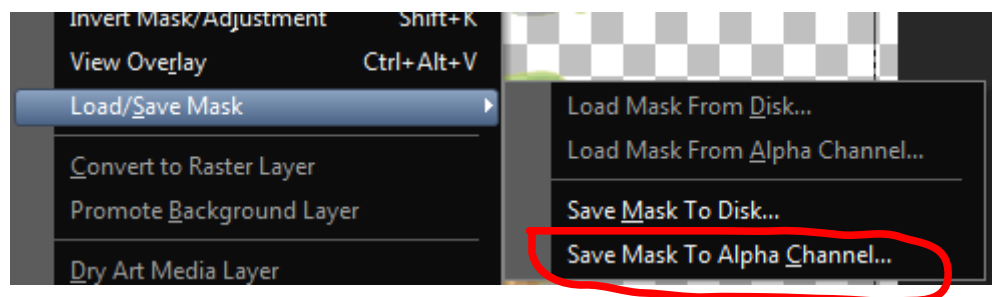 Invert Mask/Adjustment Shift+K
View Overlay Ctrl+Alt+V
Load/Save Mask
Convert to Raster Layer
Promote Background Layer
Dry Art Media Layer
Load Mask From Disk...
Load Mask From Alpha Channel...
Save Mask To Disk...
Save Mask To Alpha Channel...